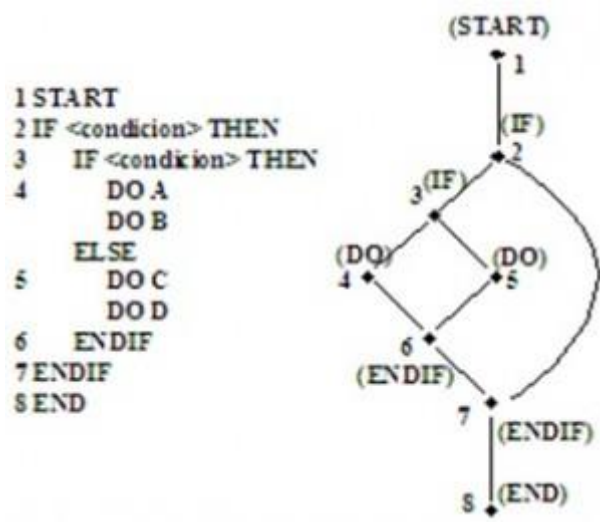 1 START
2 IF <condicion> THEN
3 IF <condicion> THEN
4 DO A
DO B
ELSE
5 DO C
DO D
6 ENDIF
7 ENDIF
8 END
(START)
1
(IF)
2
3 (IF)
(DO)
4
(DO)
5
6
(ENDIF)
7
(ENDIF)
8 (END)